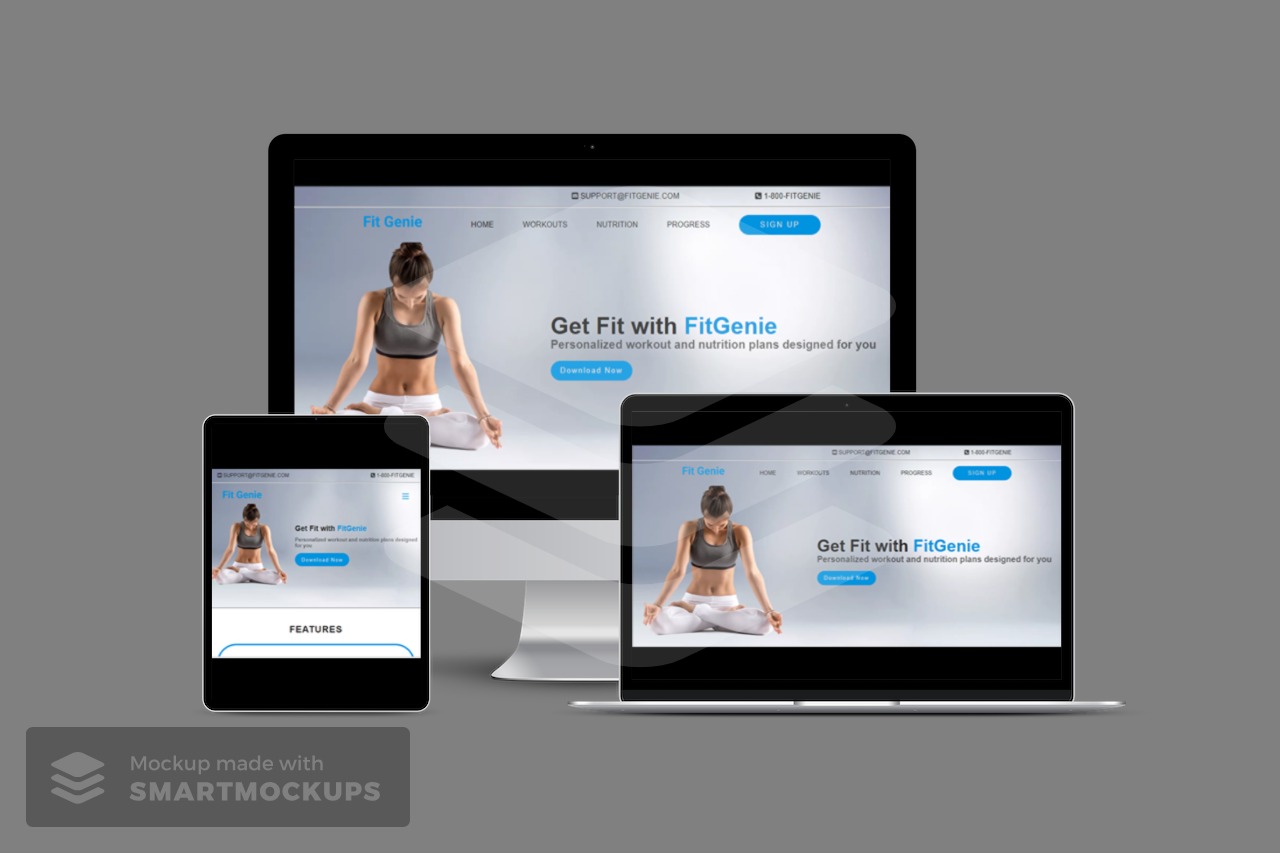 SUPPORT@FITGENIE.COM 1-800-FITGENIE
Fit Genie HOME WORKOUTS NUTRITION PROGRESS SIGN UP
Get Fit with FitGenie
Personalized workout and nutrition plans designed for you
Download Now
SUPPORT@FITGENIE.COM 1-800-FITGENIE
Fit Genie
Get Fit with FitGenie
Personalized workout and nutrition plans designed
for you
Download Now
FEATURES
SUPPORT@FITGENIE.COM 1-800-FITGENIE
Fit Genie HOME WORKOUTS NUTRITION PROGRESS SIGN UP
Get Fit with FitGenie
Personalized workout and nutrition plans designed for you
Download Now
Mockup made with
SMARTMOCKUPS